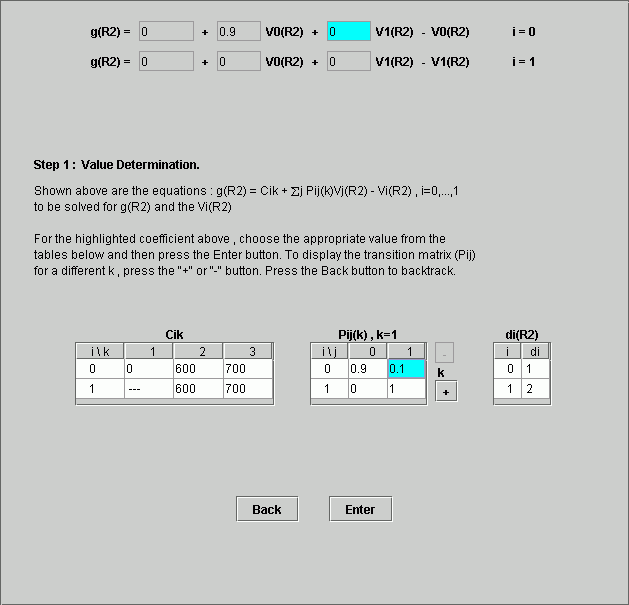 g(R2) = 0 + 0.9 V0(R2) + 0 V1(R2) - V0(R2) i = 0
g(R2) = 0 + 0 V0(R2) + 0 V1(R2) - V1(R2) i = 1
Step 1 : Value Determination.
Shown above are the equations : g(R2) = Cik + Σj Pij(k)Vj(R2) - Vi(R2) , i=0,...,1
to be solved for g(R2) and the Vi(R2)
For the highlighted coefficient above , choose the appropriate value from the
tables below and then press the Enter button. To display the transition matrix (Pij)
for a different k , press the "+" or "-" button. Press the Back button to backtrack.
Cik Pij(k) , k=1 di(R2)
i \ k 1 2 3 i \ j 0 1 - i di
0 0 600 700 0 0.9 0.1 k 0 1
1 --- 600 700 1 0 1 + 1 2
Back Enter